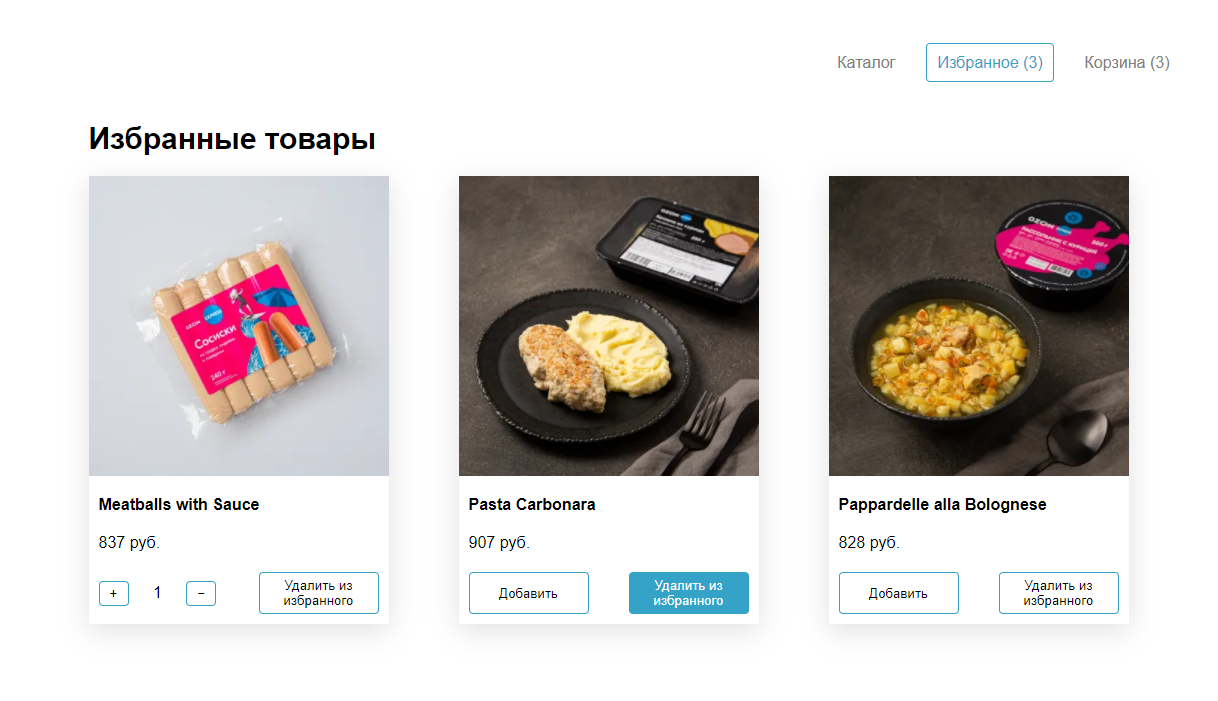 Каталог
Избранное (3)
Корзина (3)
Избранные товары
OZON
EXPRESS
Сосиски
240 г
OZON
OZON
РАССОЛЬНИК С КУРИЦЕЙ
Meatballs with Sauce
Pasta Carbonara
Pappardelle alla Bolognese
837 руб.
907 руб.
828 руб.
+ 1 −
Удалить из
избранного
Добавить
Удалить из
избранного
Добавить
Удалить из
избранного